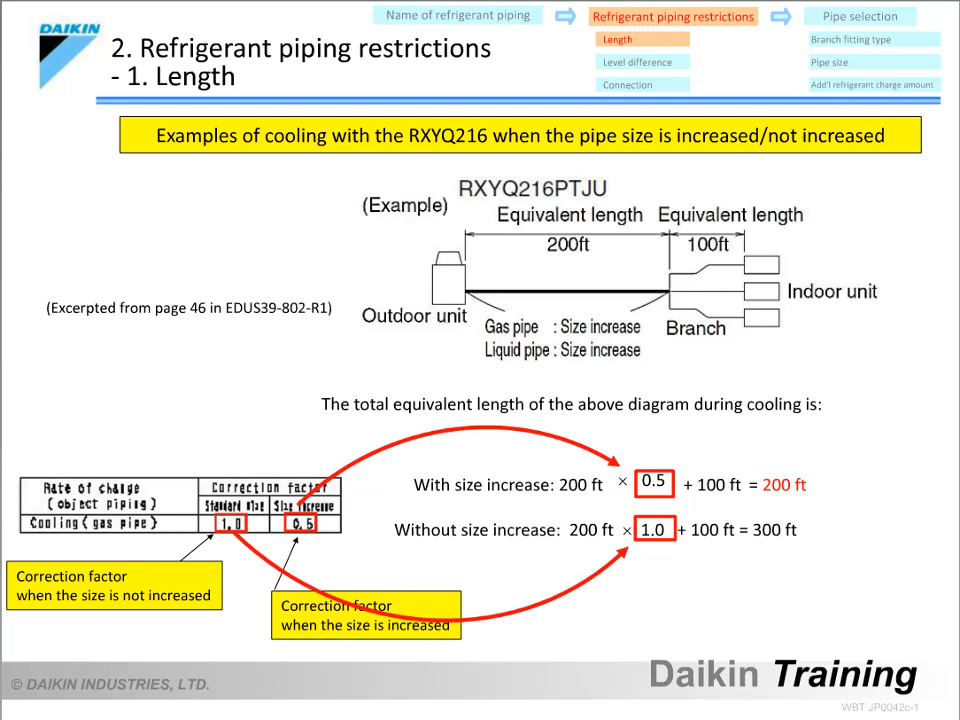 Name of refrigerant piping
Refrigerant piping restrictions
Pipe selection
Length
Level difference
Connection
Branch fitting type
Pipe size
Add'l refrigerant charge amount
DAIKIN
2. Refrigerant piping restrictions
- 1. Length
Examples of cooling with the RXYQ216 when the pipe size is increased/not increased
RXYQ216PTJU
(Example)
Equivalent length Equivalent length
200ft 100ft
Indoor unit
(Excerpted from page 46 in EDUS39-802-R1)
Outdoor unit
Gas pipe : Size increase
Liquid pipe : Size increase
Branch
The total equivalent length of the above diagram during cooling is:
Rate of change
(object piping)
Correction factor
Standard size Size increase
Cooling(gas pipe) 1.0 0.5
With size increase: 200 ft × 0.5 + 100 ft = 200 ft
Without size increase: 200 ft × 1.0 + 100 ft = 300 ft
Correction factor
when the size is not increased
Correction factor
when the size is increased
© DAIKIN INDUSTRIES, LTD.
Daikin Training
WBT JP0042c-1